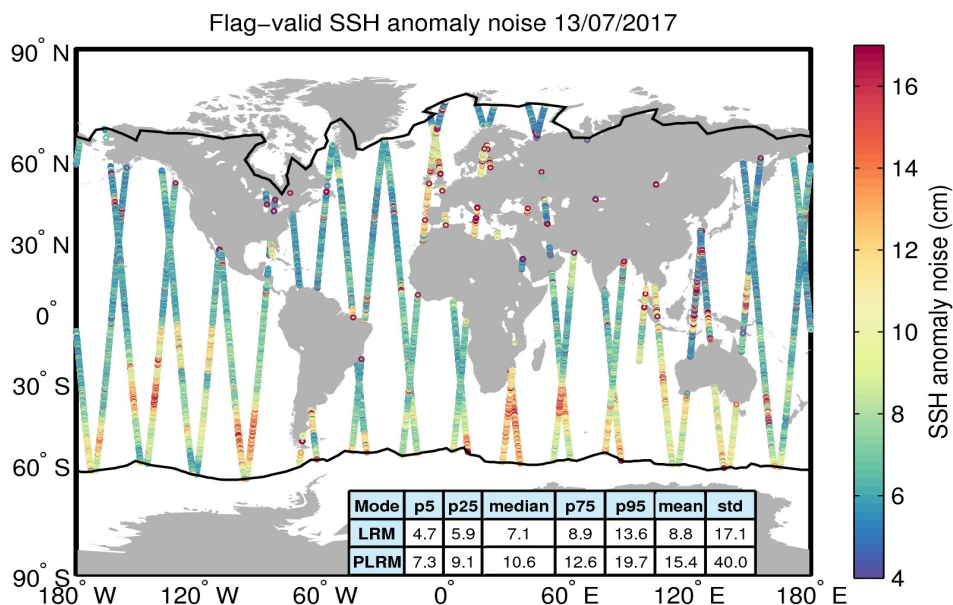 Flag−valid SSH anomaly noise 13/07/2017
90° N
60° N
30° N
0°
30° S
60° S
90° S
180° W
120° W
60° W
0°
60° E
120° E
180° E
Mode p5 p25 median p75 p95 mean std
LRM 4.7 5.9 7.1 8.9 13.6 8.8 17.1
PLRM 7.3 9.1 10.6 12.6 19.7 15.4 40.0
16
14
12
10
8
6
4
SSH anomaly noise (cm)